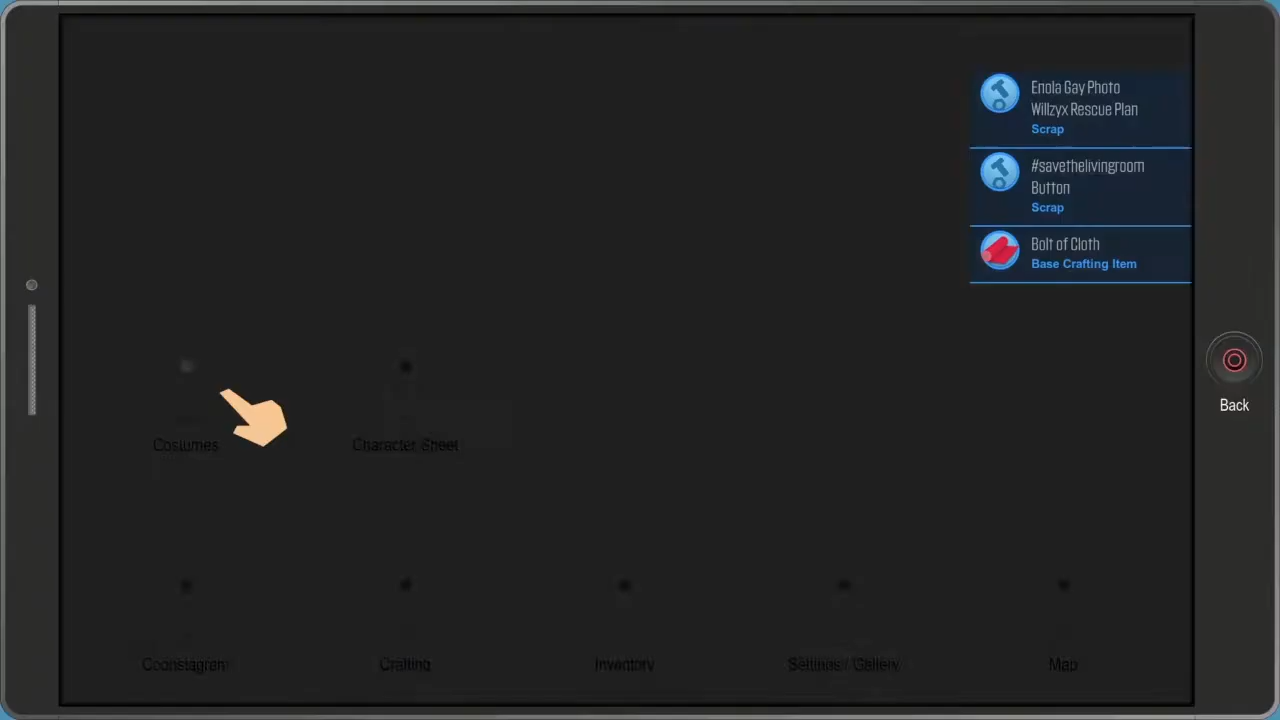 Enola Gay Photo
Willzyx Rescue Plan
Scrap
#savethelivingroom
Button
Scrap
Bolt of Cloth
Base Crafting Item
Back
Costumes
Character Sheet
Coonstagram
Crafting
Inventory
Settings / Gallery
Map